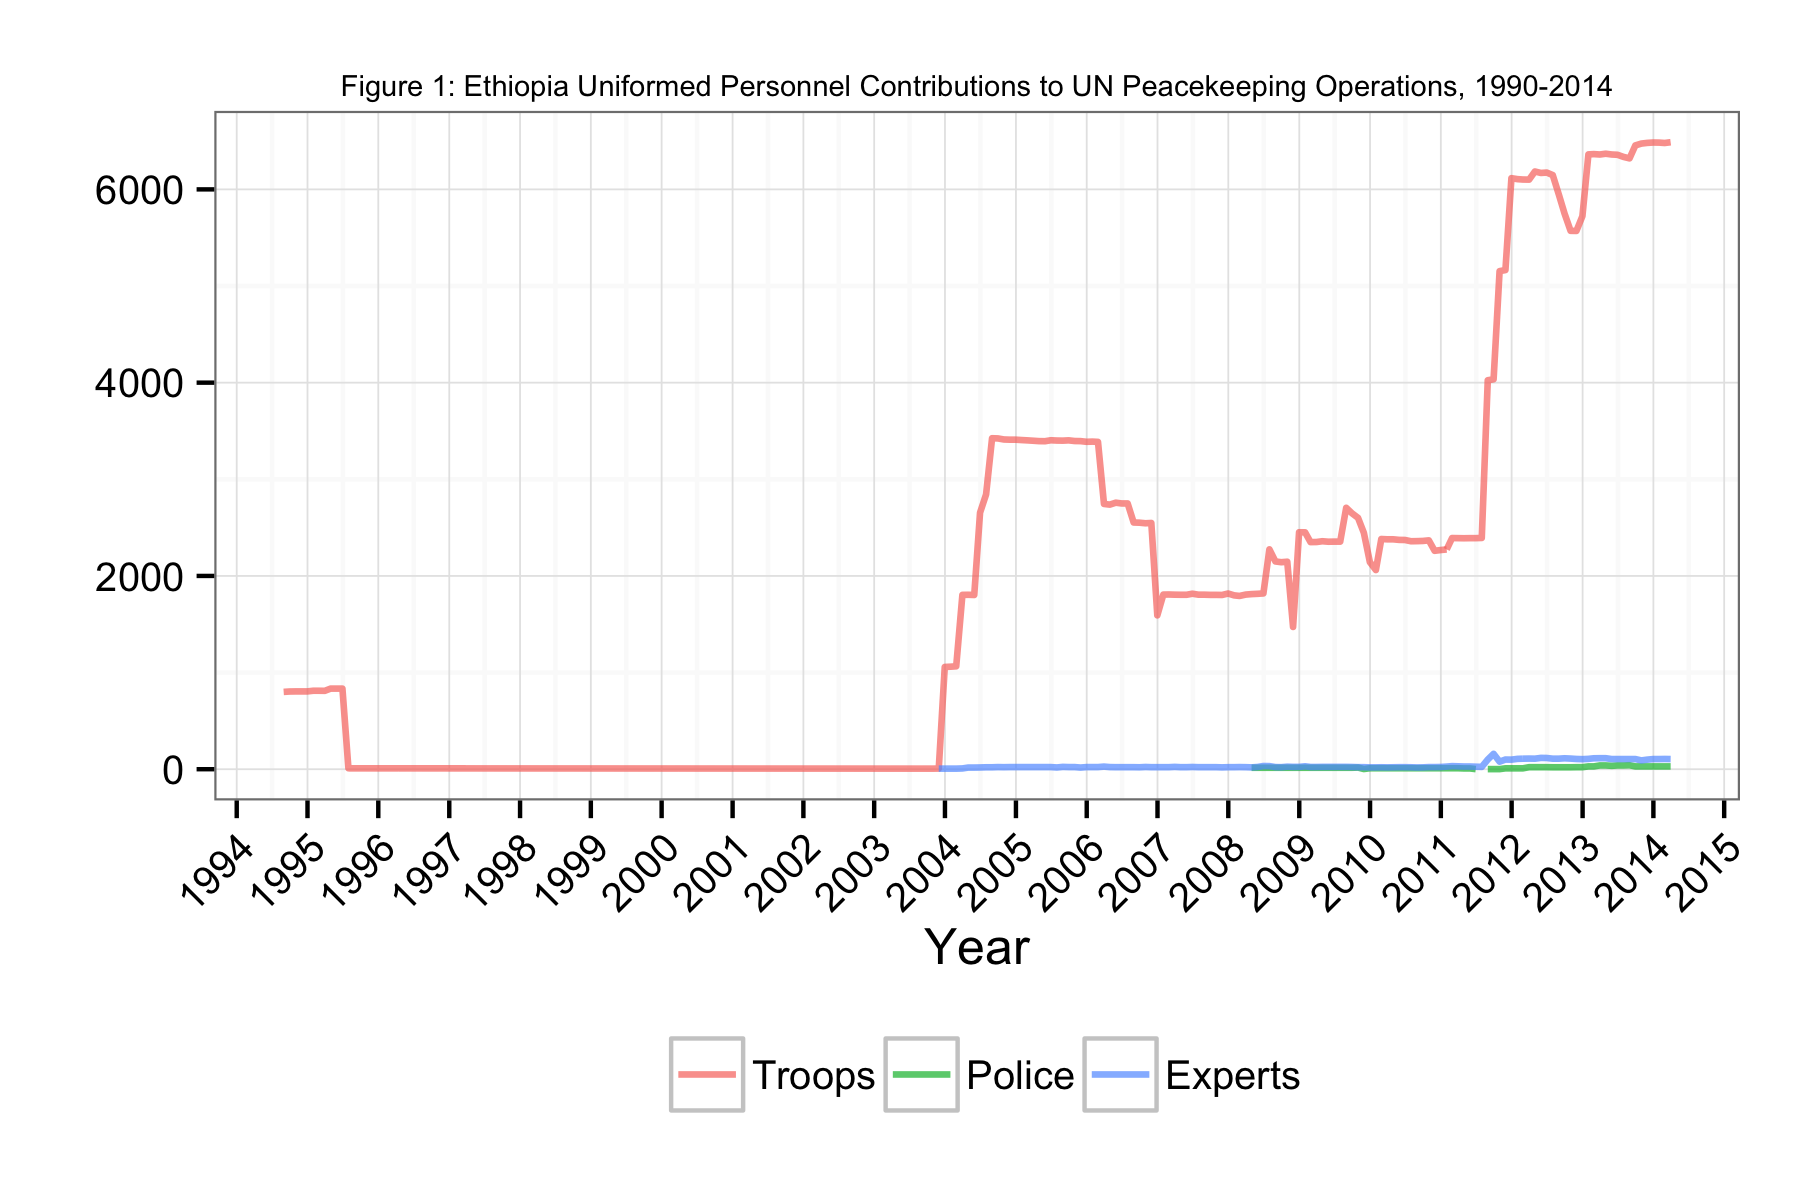 Figure 1: Ethiopia Uniformed Personnel Contributions to UN Peacekeeping Operations, 1990-2014
6000
4000
2000
0
1994 1995 1996 1997 1998 1999 2000 2001 2002 2003 2004 2005 2006 2007 2008 2009 2010 2011 2012 2013 2014 2015
Year
Troops Police Experts